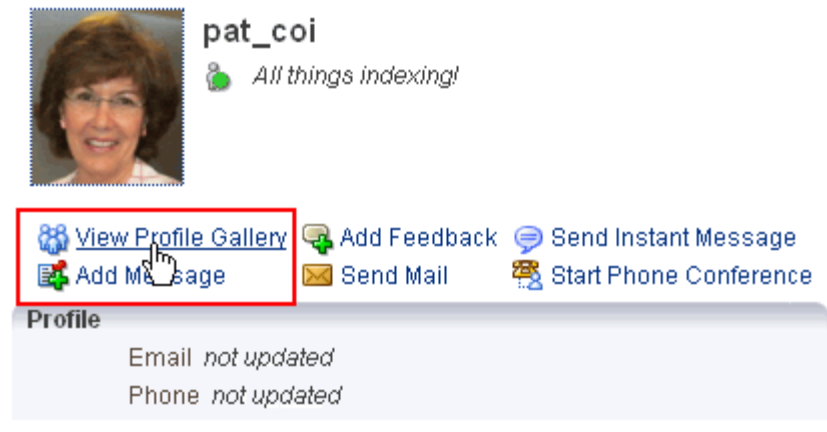 pat_coi
All things indexing!
View Profile Gallery Add Feedback Send Instant Message
Add Message Send Mail Start Phone Conference
Profile
Email not updated
Phone not updated